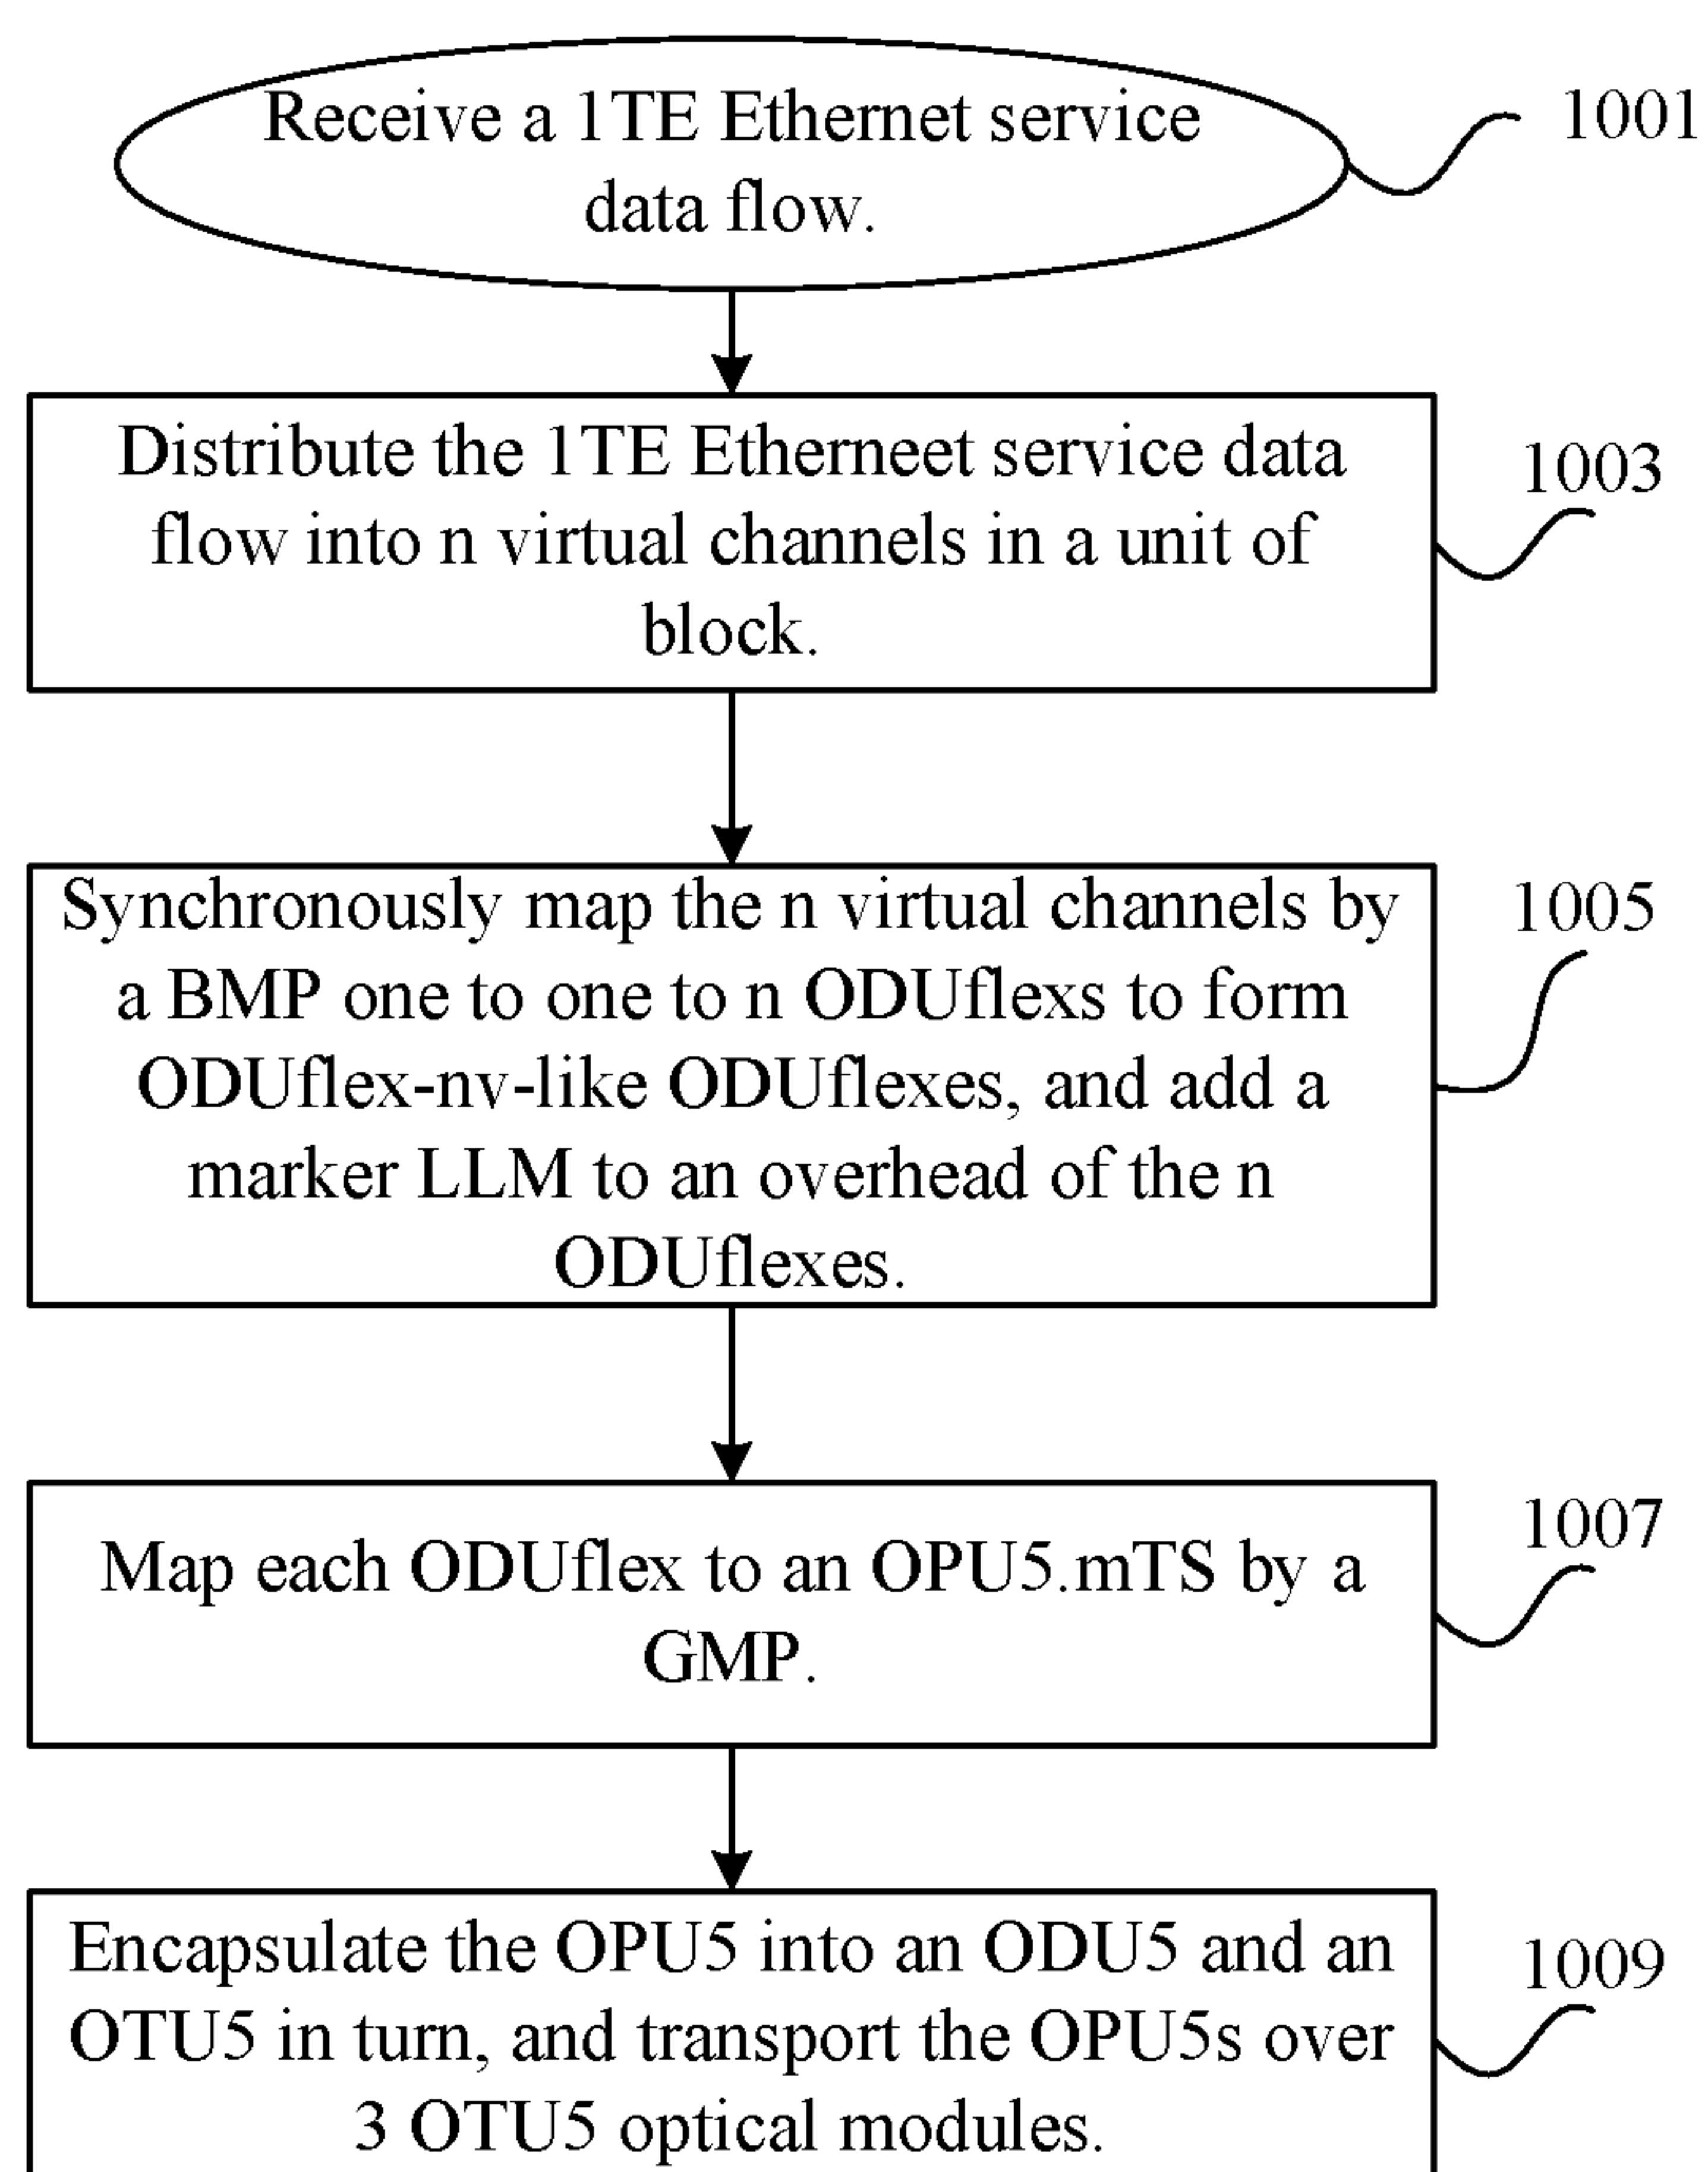 Receive a 1TE Ethernet service
data flow.
1001
Distribute the 1TE Etherneet service data
flow into n virtual channels in a unit of
block.
1003
Synchronously map the n virtual channels by
a BMP one to one to n ODUflexs to form
ODUflex-nv-like ODUflexes, and add a
marker LLM to an overhead of the n
ODUflexes.
1005
Map each ODUflex to an OPU5.mTS by a
GMP.
1007
Encapsulate the OPU5 into an ODU5 and an
OTU5 in turn, and transport the OPU5s over
3 OTU5 optical modules.
1009